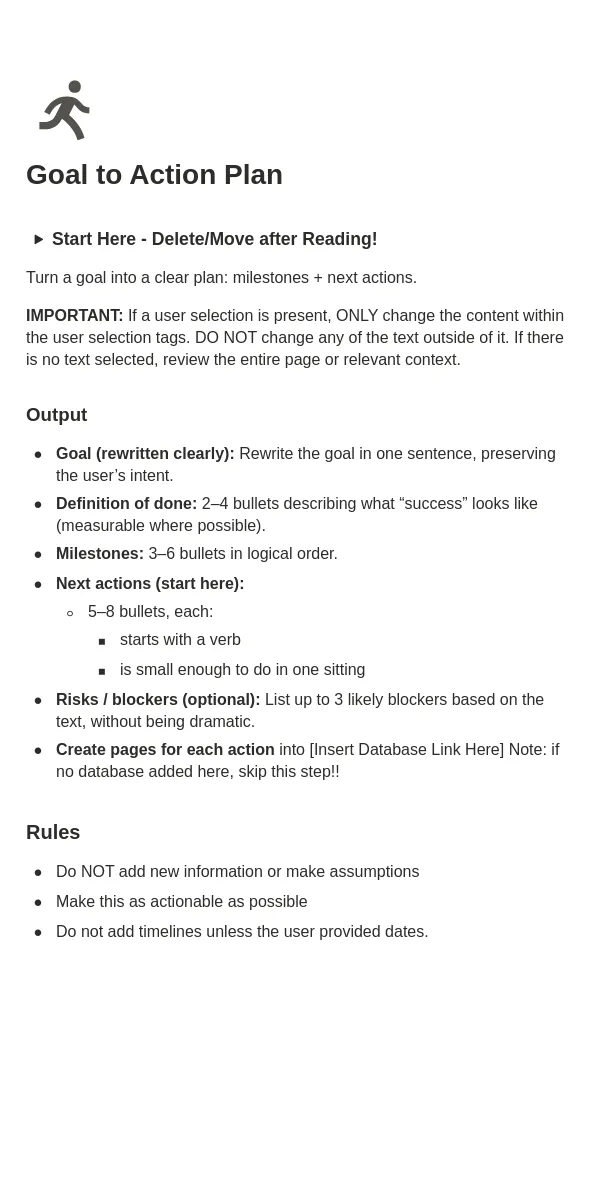 Goal to Action Plan
Start Here - Delete/Move after Reading!
Turn a goal into a clear plan: milestones + next actions.
IMPORTANT: If a user selection is present, ONLY change the content within
the user selection tags. DO NOT change any of the text outside of it. If there
is no text selected, review the entire page or relevant context.
Output
Goal (rewritten clearly): Rewrite the goal in one sentence, preserving
the user’s intent.
Definition of done: 2–4 bullets describing what “success” looks like
(measurable where possible).
Milestones: 3–6 bullets in logical order.
Next actions (start here):
5–8 bullets, each:
starts with a verb
is small enough to do in one sitting
Risks / blockers (optional): List up to 3 likely blockers based on the
text, without being dramatic.
Create pages for each action into [Insert Database Link Here] Note: if
no database added here, skip this step!!
Rules
Do NOT add new information or make assumptions
Make this as actionable as possible
Do not add timelines unless the user provided dates.